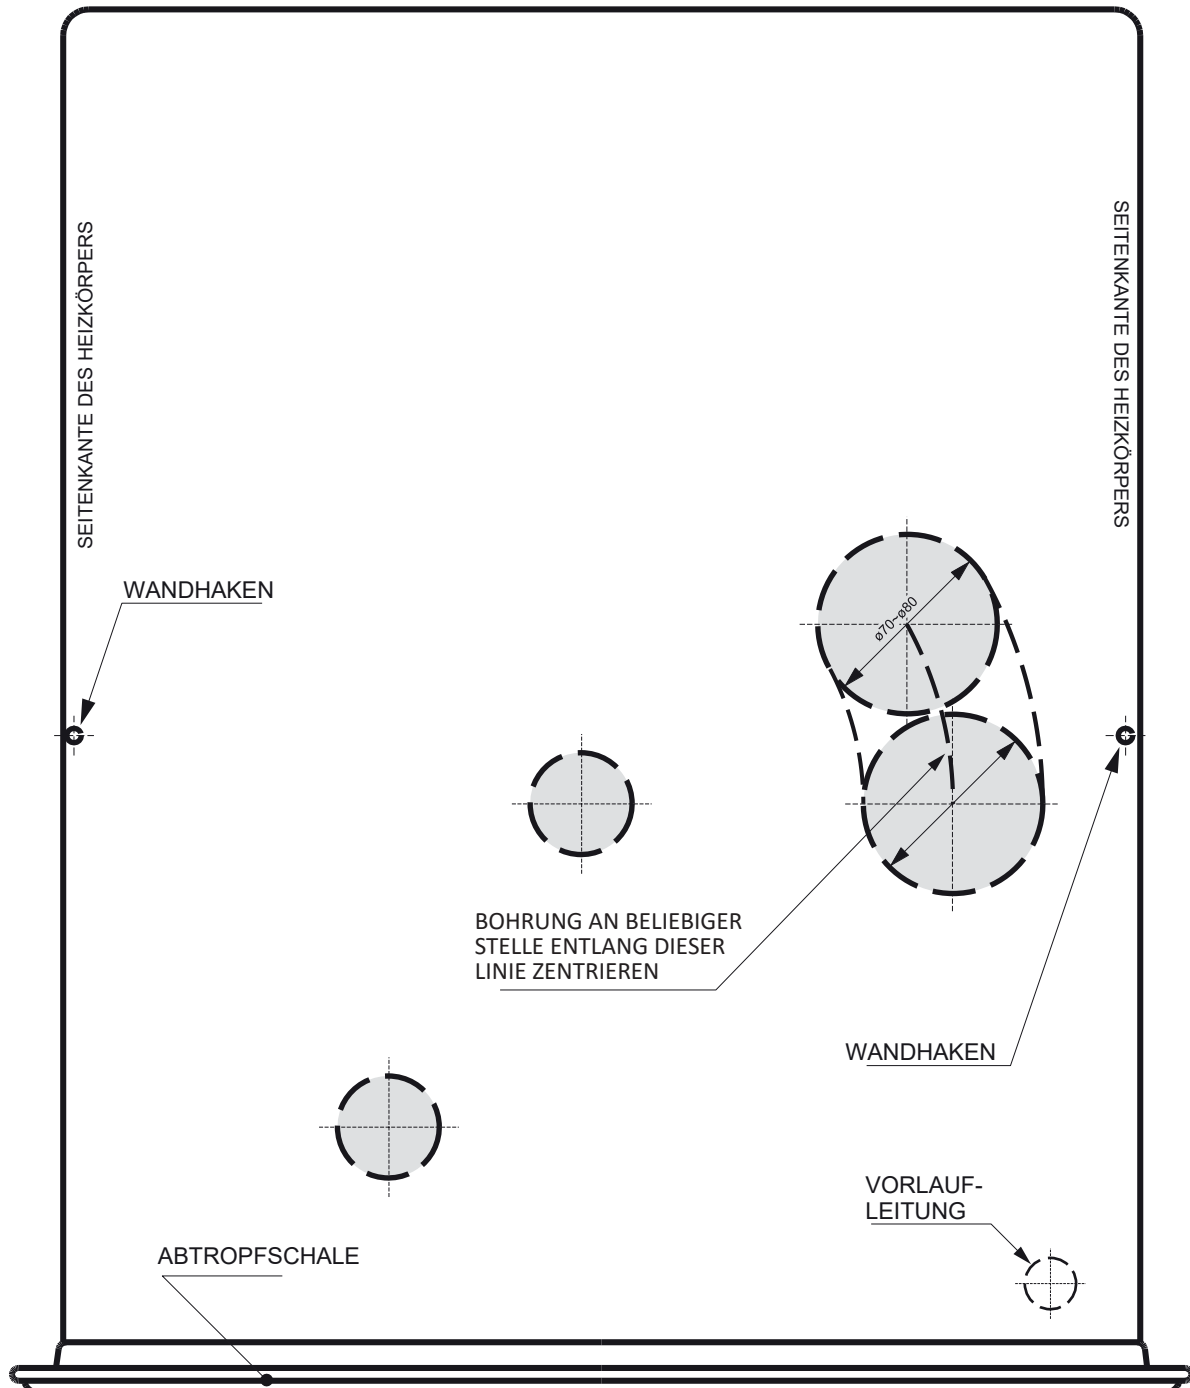 SEITENKANTE DES HEIZKÖRPERS
SEITENKANTE DES HEIZKÖRPERS
WANDHAKEN
ø70~ø80
BOHRUNG AN BELIEBIGER
STELLE ENTLANG DIESER
LINIE ZENTRIEREN
WANDHAKEN
VORLAUF-
LEITUNG
ABTROPFSCHALE